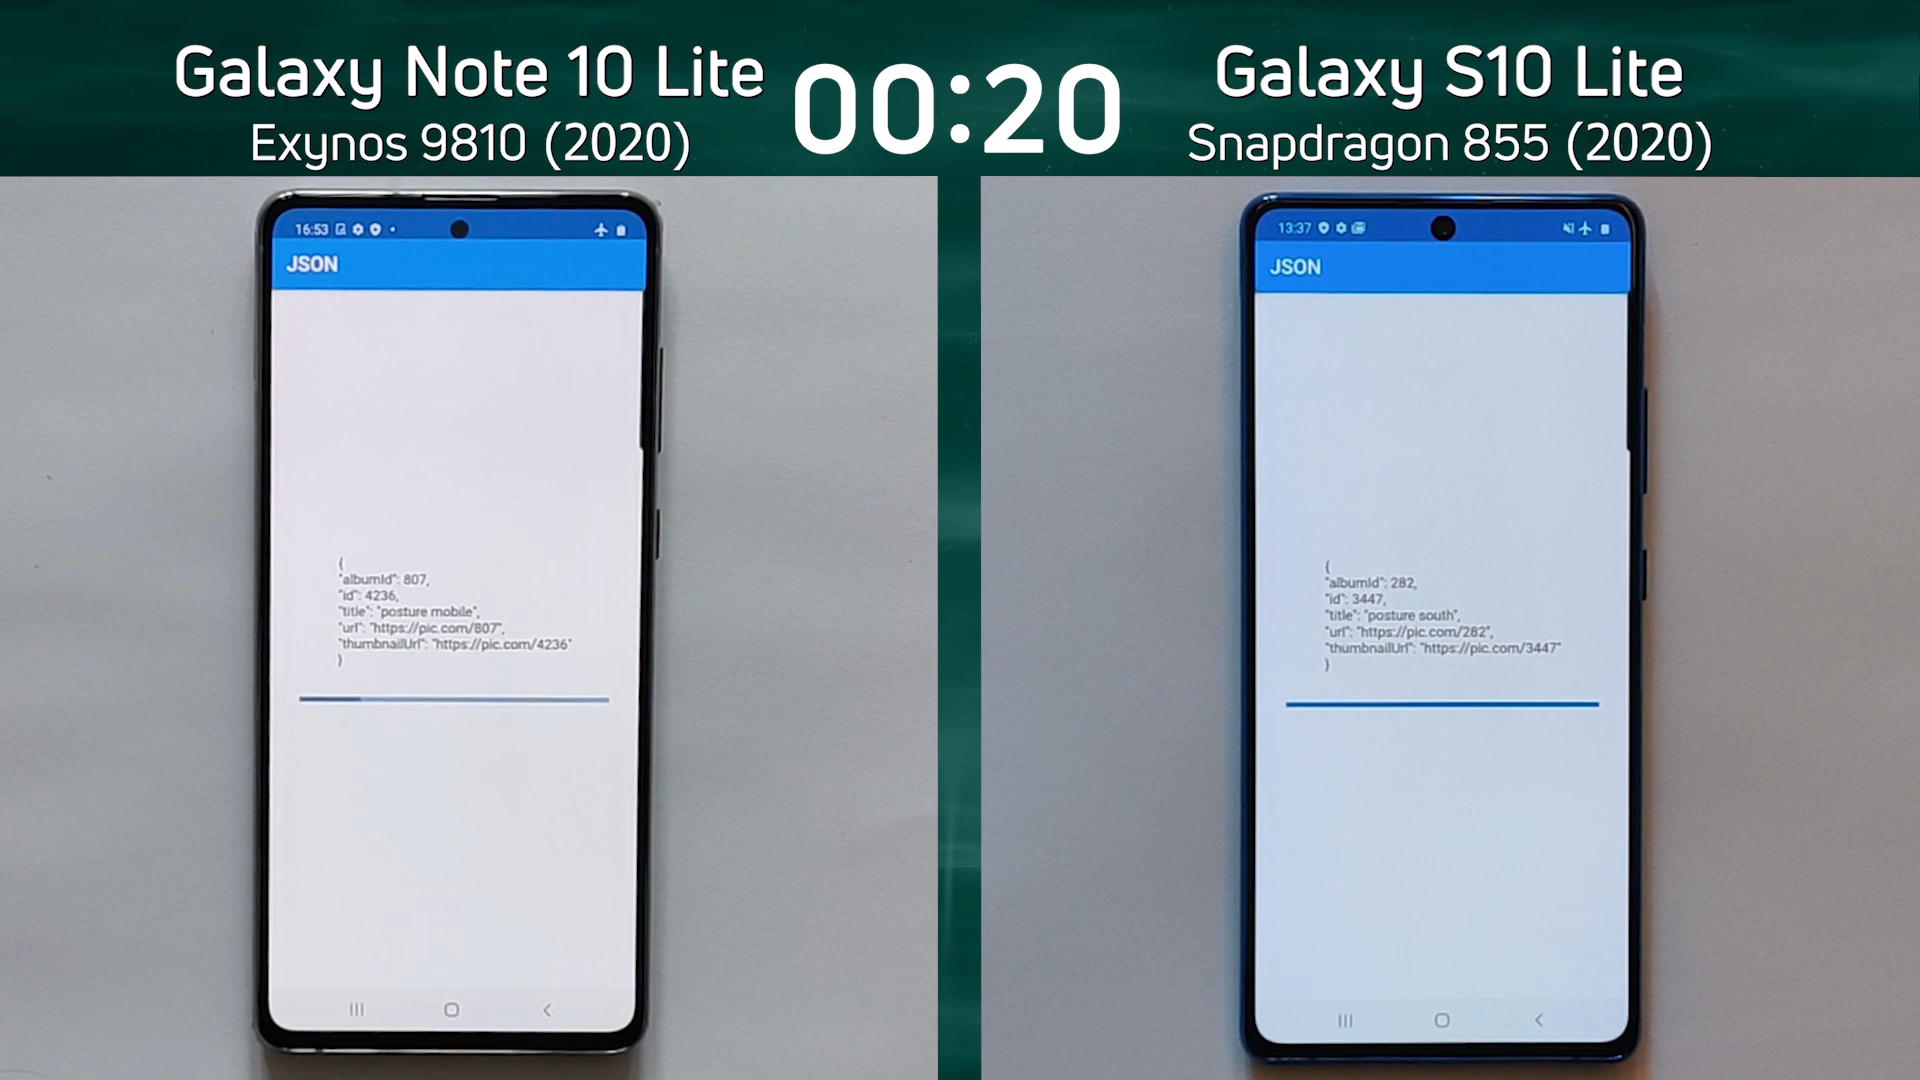 Galaxy Note 10 Lite
Exynos 9810 (2020)
00:20
Galaxy S10 Lite
Snapdragon 855 (2020)
16:53
JSON
{
"albumId": 807,
"id": 4236,
"title": "posture mobile",
"url": "https://pic.com/807",
"thumbnailUrl": "https://pic.com/4236"
}
13:37
JSON
{
"albumId": 282,
"id": 3447,
"title": "posture south",
"url": "https://pic.com/282",
"thumbnailUrl": "https://pic.com/3447"
}